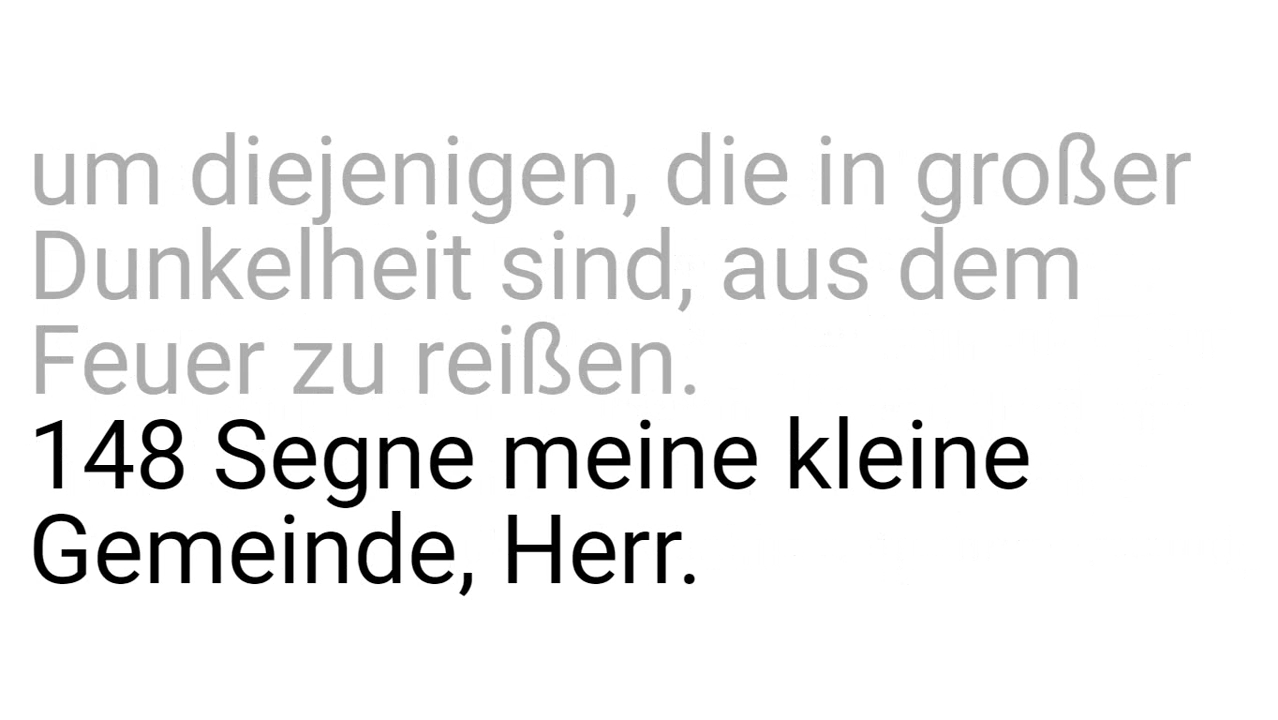 um diejenigen, die in großer
Dunkelheit sind, aus dem
Feuer zu reißen.
148 Segne meine kleine
Gemeinde, Herr.